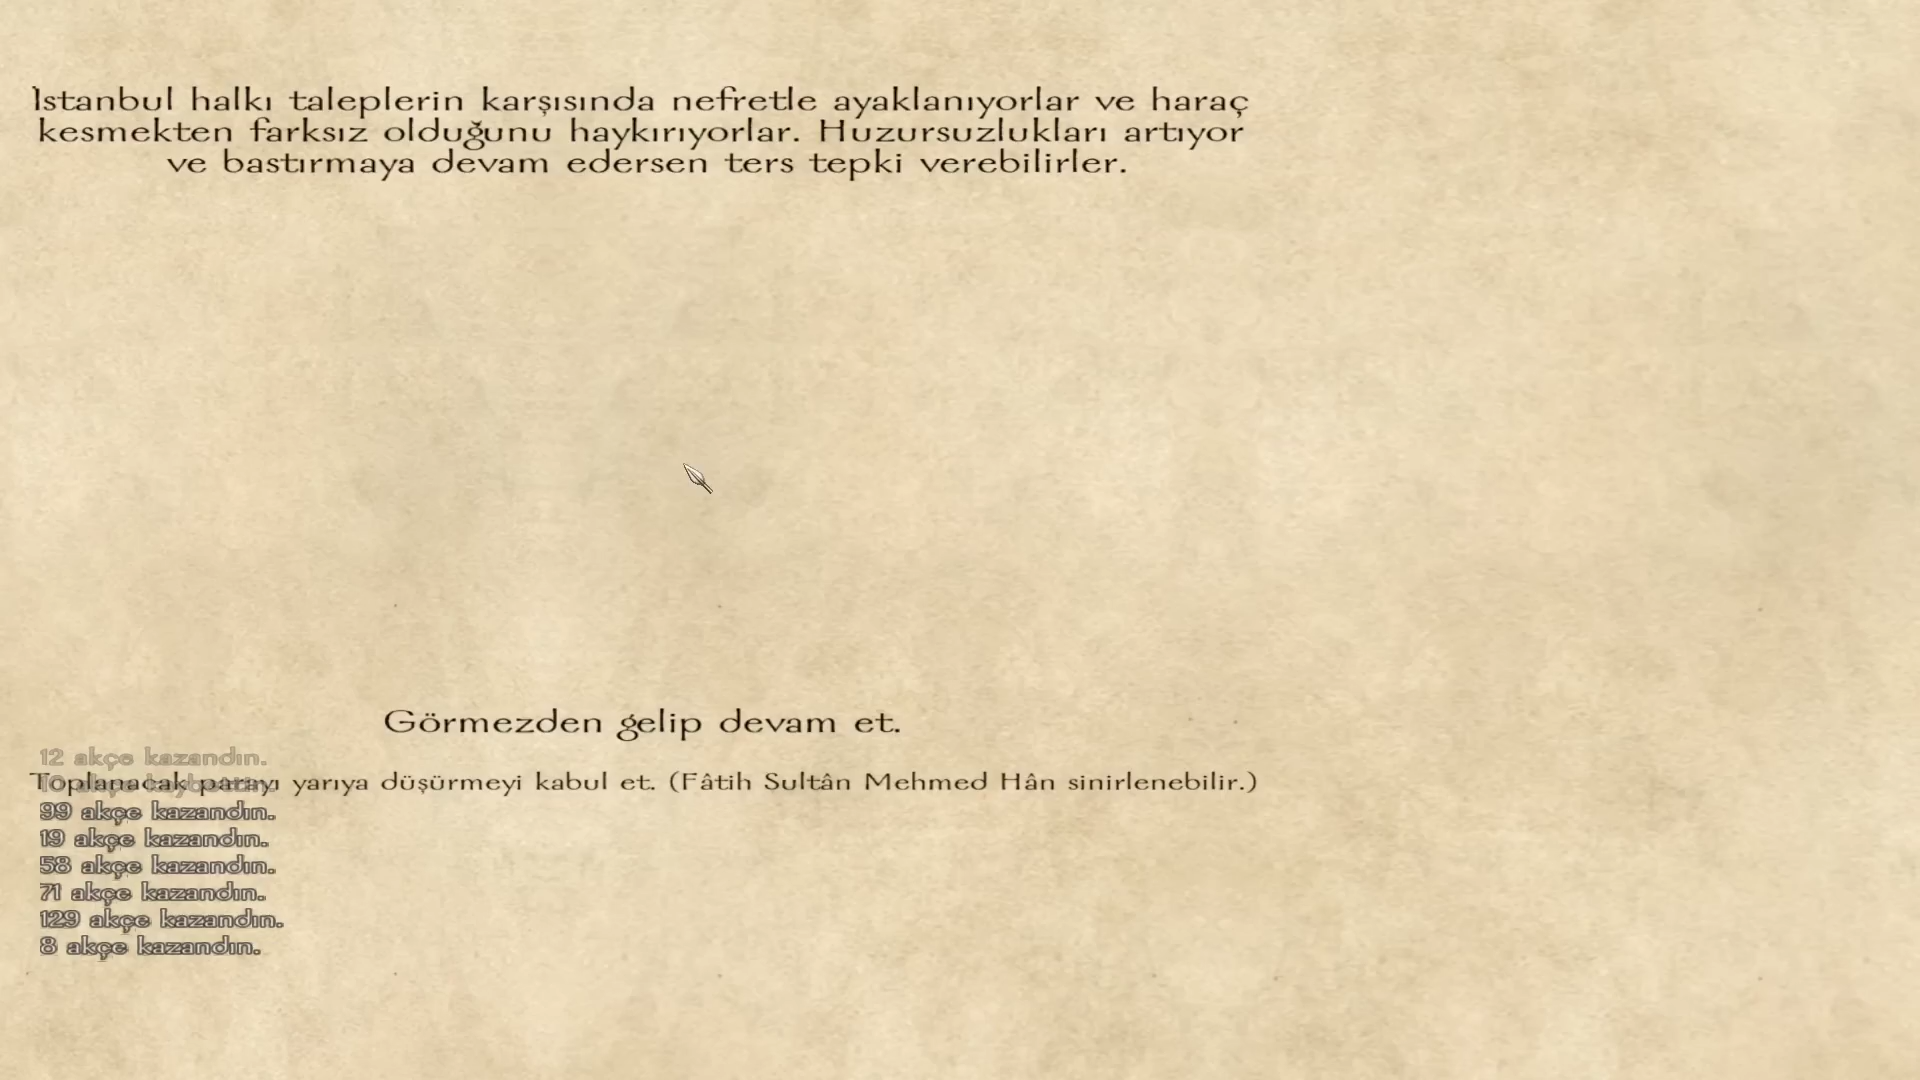 İstanbul halkı taleplerin karşısında nefretle ayaklanıyorlar ve haraç
kesmekten farksız olduğunu haykırıyorlar. Huzursuzlukları artıyor
ve bastırmaya devam edersen ters tepki verebilirler.
Görmezden gelip devam et.
12 akçe kazandın.
Toplanacak parayı yarıya düşürmeyi kabul et. (Fâtih Sultân Mehmed Hân sinirlenebilir.)
99 akçe kazandın.
19 akçe kazandın.
58 akçe kazandın.
71 akçe kazandın.
129 akçe kazandın.
8 akçe kazandın.